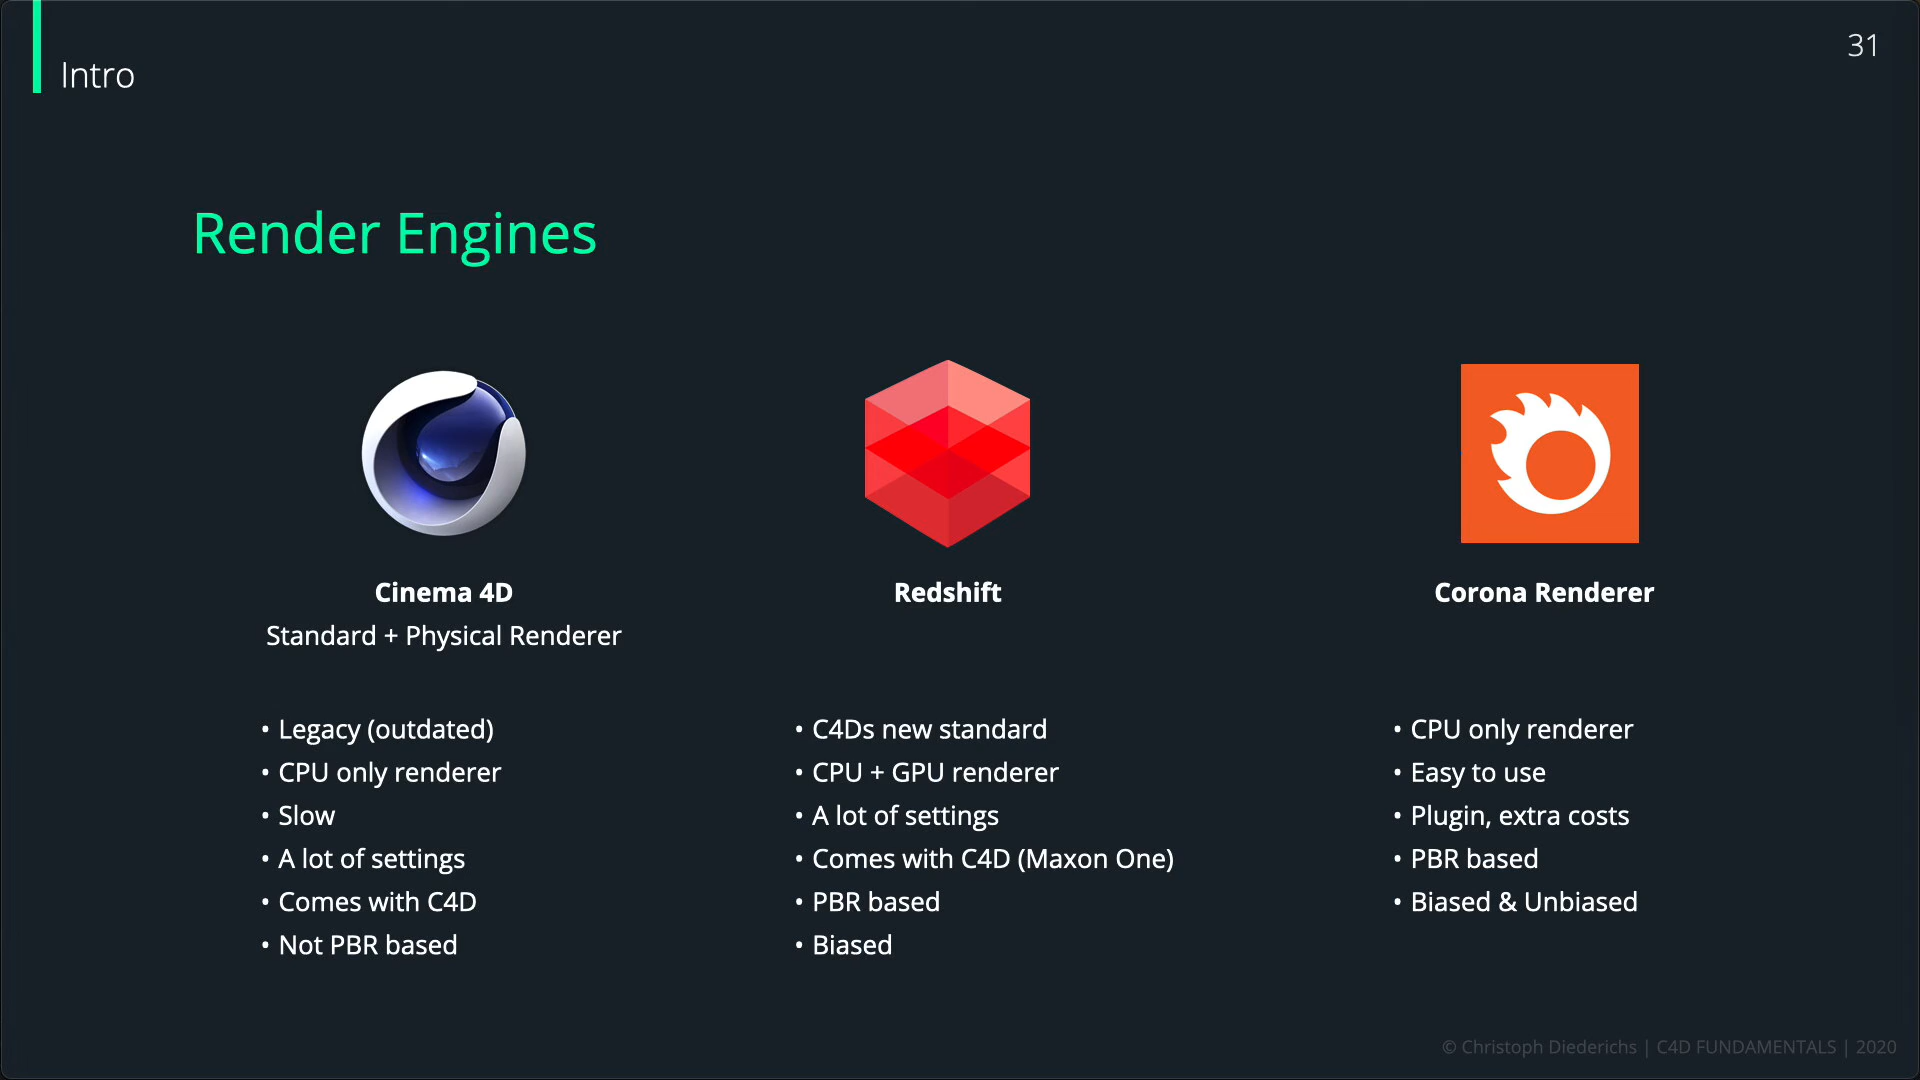 Intro
31
Render Engines
Cinema 4D
Standard + Physical Renderer
• Legacy (outdated)
• CPU only renderer
• Slow
• A lot of settings
• Comes with C4D
• Not PBR based
Redshift
• C4Ds new standard
• CPU + GPU renderer
• A lot of settings
• Comes with C4D (Maxon One)
• PBR based
• Biased
Corona Renderer
• CPU only renderer
• Easy to use
• Plugin, extra costs
• PBR based
• Biased & Unbiased
© Christoph Diederichs | C4D FUNDAMENTALS | 2020